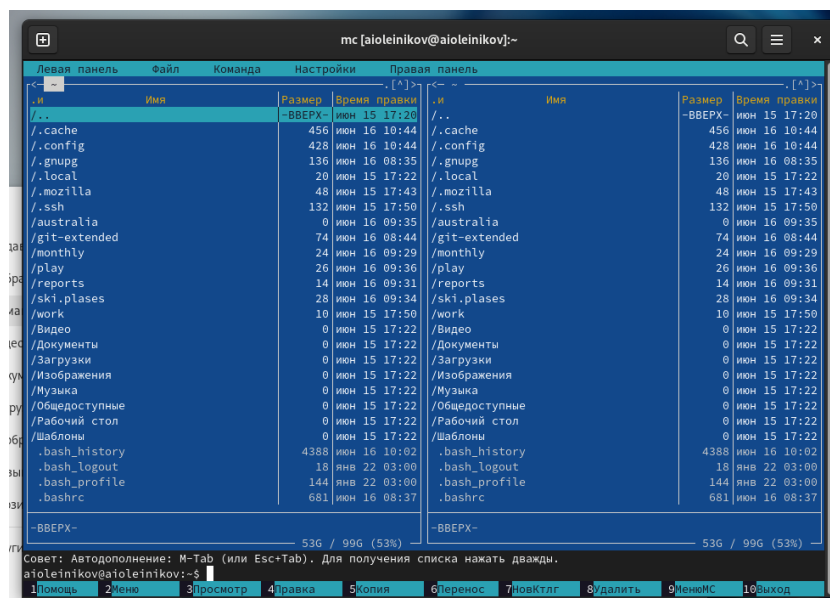 mc [aioleinikov@aioleinikov]:~
Левая панель Файл Команда Настройки Правая панель
<— ~ .[^]> <— ~ .[^]>
.и Имя Размер Время правки .и Имя Размер Время правки
/.. -ВВЕРХ- июн 15 17:20 /.. -ВВЕРХ- июн 15 17:20
/.cache 456 июн 16 10:44 /.cache 456 июн 16 10:44
/.config 428 июн 16 10:44 /.config 428 июн 16 10:44
/.gnupg 136 июн 16 08:35 /.gnupg 136 июн 16 08:35
/.local 20 июн 15 17:22 /.local 20 июн 15 17:22
/.mozilla 48 июн 15 17:43 /.mozilla 48 июн 15 17:43
/.ssh 132 июн 15 17:50 /.ssh 132 июн 15 17:50
/australia 0 июн 16 09:35 /australia 0 июн 16 09:35
/git-extended 74 июн 16 08:44 /git-extended 74 июн 16 08:44
/monthly 24 июн 16 09:29 /monthly 24 июн 16 09:29
/play 26 июн 16 09:36 /play 26 июн 16 09:36
/reports 14 июн 16 09:31 /reports 14 июн 16 09:31
/ski.plases 28 июн 16 09:34 /ski.plases 28 июн 16 09:34
/work 10 июн 15 17:50 /work 10 июн 15 17:50
/Видео 0 июн 15 17:22 /Видео 0 июн 15 17:22
/Документы 0 июн 15 17:22 /Документы 0 июн 15 17:22
/Загрузки 0 июн 15 17:22 /Загрузки 0 июн 15 17:22
/Изображения 0 июн 15 17:22 /Изображения 0 июн 15 17:22
/Музыка 0 июн 15 17:22 /Музыка 0 июн 15 17:22
/Общедоступные 0 июн 15 17:22 /Общедоступные 0 июн 15 17:22
/Рабочий стол 0 июн 15 17:22 /Рабочий стол 0 июн 15 17:22
/Шаблоны 0 июн 15 17:22 /Шаблоны 0 июн 15 17:22
.bash_history 4388 июн 16 10:02 .bash_history 4388 июн 16 10:02
.bash_logout 18 янв 22 03:00 .bash_logout 18 янв 22 03:00
.bash_profile 144 янв 22 03:00 .bash_profile 144 янв 22 03:00
.bashrc 681 июн 16 08:37 .bashrc 681 июн 16 08:37
-ВВЕРХ- -ВВЕРХ-
53G / 99G (53%) 53G / 99G (53%)
Совет: Автодополнение: M-Tab (или Esc+Tab). Для получения списка нажать дважды.
aioleinikov@aioleinikov:~$
1Помощь 2Меню 3Просмотр 4Правка 5Копия 6Перенос 7НовКтлг 8Удалить 9МенюMC 10Выход